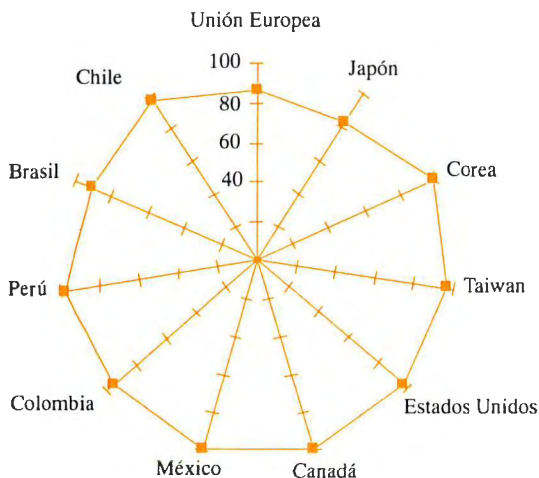 Unión Europea
100
Japón
Chile
80
60
Corea
Brasil
40
Perú
Taiwan
Colombia
Estados Unidos
México
Canadá